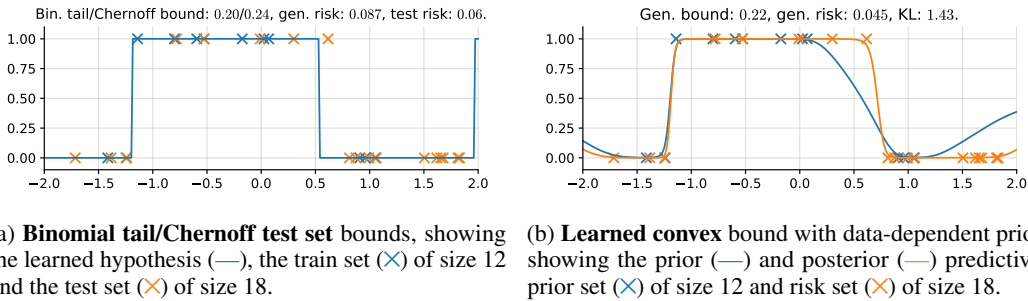 Bin. tail/Chernoff bound: 0.20/0.24, gen. risk: 0.087, test risk: 0.06.
1.00
0.75
0.50
0.25
0.00
−2.0 −1.5 −1.0 −0.5 0.0 0.5 1.0 1.5 2.0
Gen. bound: 0.22, gen. risk: 0.045, KL: 1.43.
1.00
0.75
0.50
0.25
0.00
−2.0 −1.5 −1.0 −0.5 0.0 0.5 1.0 1.5 2.0
a) Binomial tail/Chernoff test set bounds, showing
he learned hypothesis (—), the train set (×) of size 12
nd the test set (×) of size 18.
(b) Learned convex bound with data-dependent prio
showing the prior (—) and posterior (—) predictiv
prior set (×) of size 12 and risk set (×) of size 18.